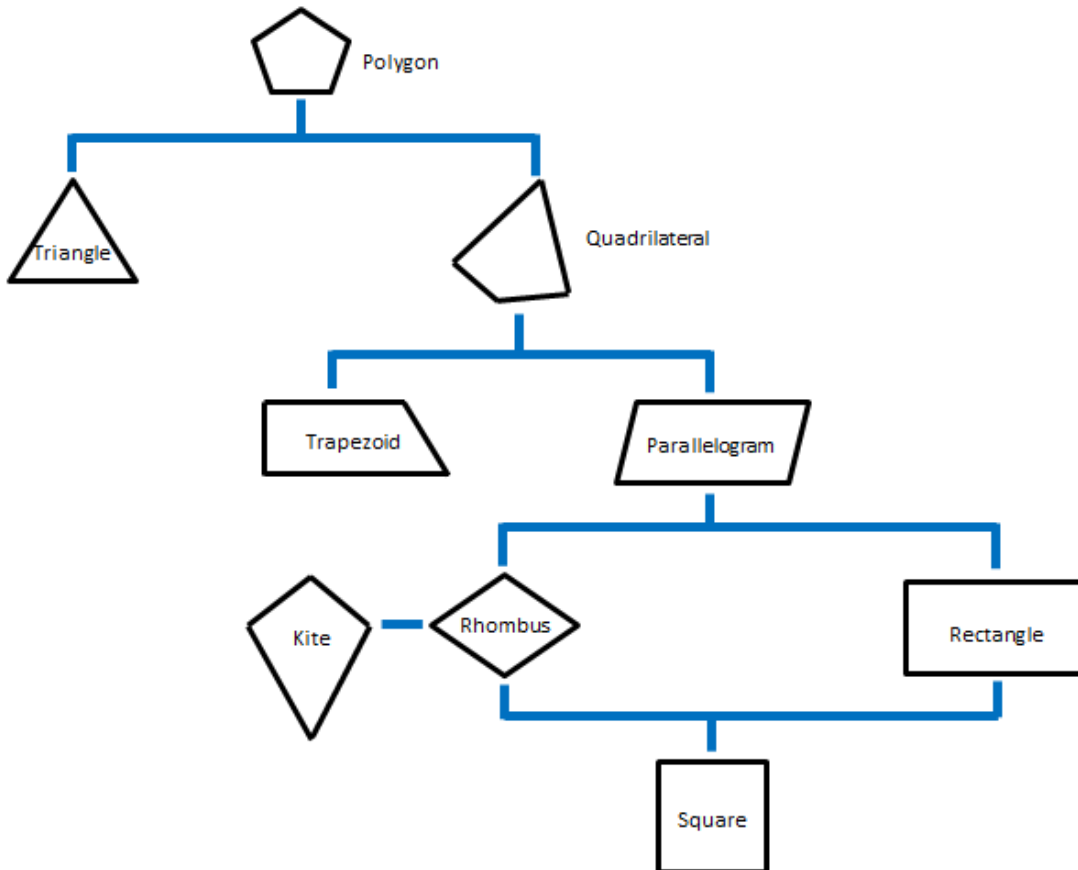 Polygon
Triangle
Quadrilateral
Trapezoid
Parallelogram
Kite
Rhombus
Rectangle
Square